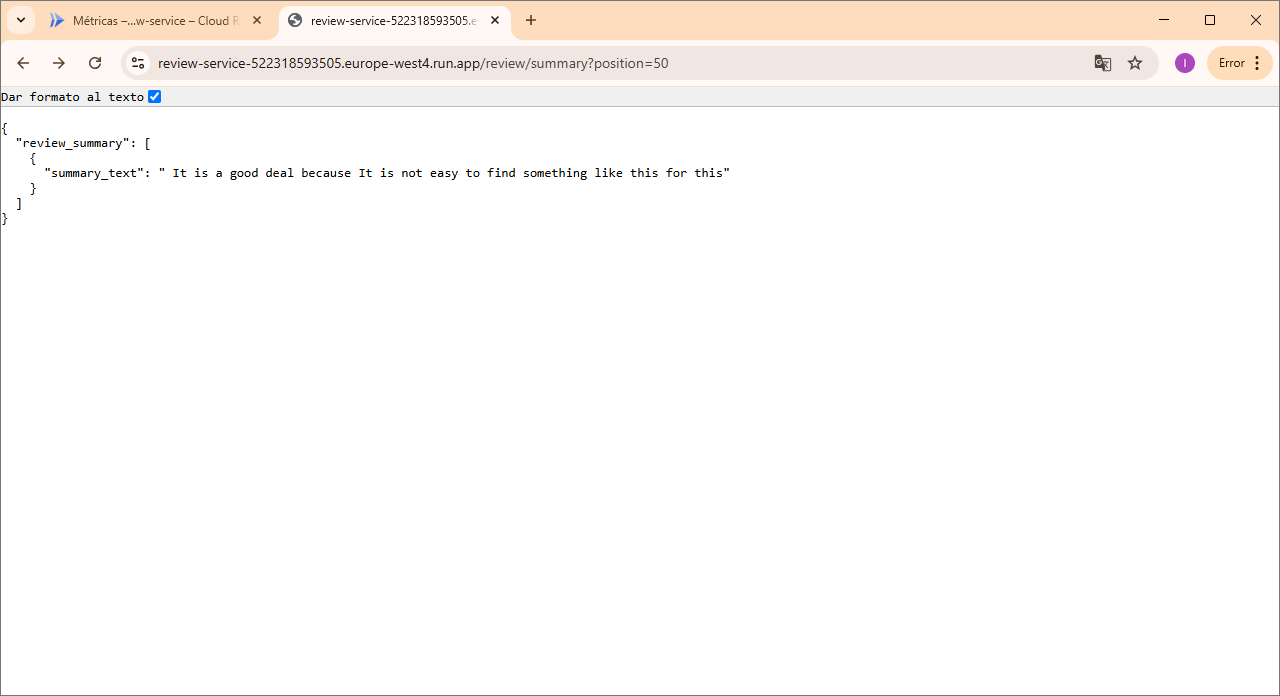 Métricas –...w-service – Cloud R
review-service-522318593505.e
review-service-522318593505.europe-west4.run.app/review/summary?position=50
I
Error
Dar formato al texto
{
  "review_summary": [
    {
      "summary_text": " It is a good deal because It is not easy to find something like this for this"
    }
  ]
}